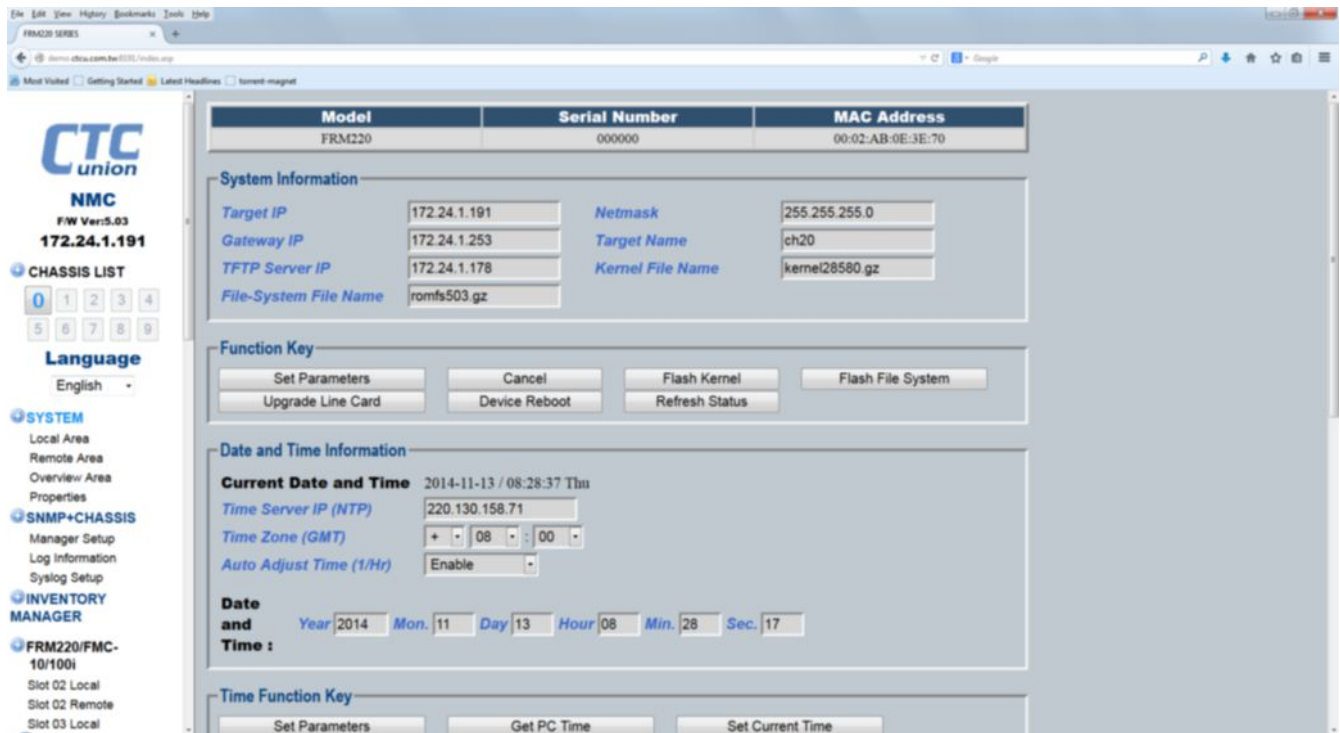 File Edit View History Bookmarks Tools Help
FRM220 SERIES × +
demo.ctcu.com.tw:8191/index.asp
Google
Most Visited Getting Started Latest Headlines torrent-magnet
CTC
union
NMC
F/W Ver:5.03
172.24.1.191
CHASSIS LIST
0 1 2 3 4
5 6 7 8 9
Language
English
SYSTEM
Local Area
Remote Area
Overview Area
Properties
SNMP+CHASSIS
Manager Setup
Log Information
Syslog Setup
INVENTORY
MANAGER
FRM220/FMC-
10/100i
Slot 02 Local
Slot 02 Remote
Slot 03 Local
Model Serial Number MAC Address
FRM220 000000 00:02:AB:0E:3E:70
System Information
Target IP 172.24.1.191 Netmask 255.255.255.0
Gateway IP 172.24.1.253 Target Name ch20
TFTP Server IP 172.24.1.178 Kernel File Name kernel28580.gz
File-System File Name romfs503.gz
Function Key
Set Parameters Cancel Flash Kernel Flash File System
Upgrade Line Card Device Reboot Refresh Status
Date and Time Information
Current Date and Time 2014-11-13 / 08:28:37 Thu
Time Server IP (NTP) 220.130.158.71
Time Zone (GMT) + 08 : 00
Auto Adjust Time (1/Hr) Enable
Date
and Year 2014 Mon. 11 Day 13 Hour 08 Min. 28 Sec. 17
Time :
Time Function Key
Set Parameters Get PC Time Set Current Time